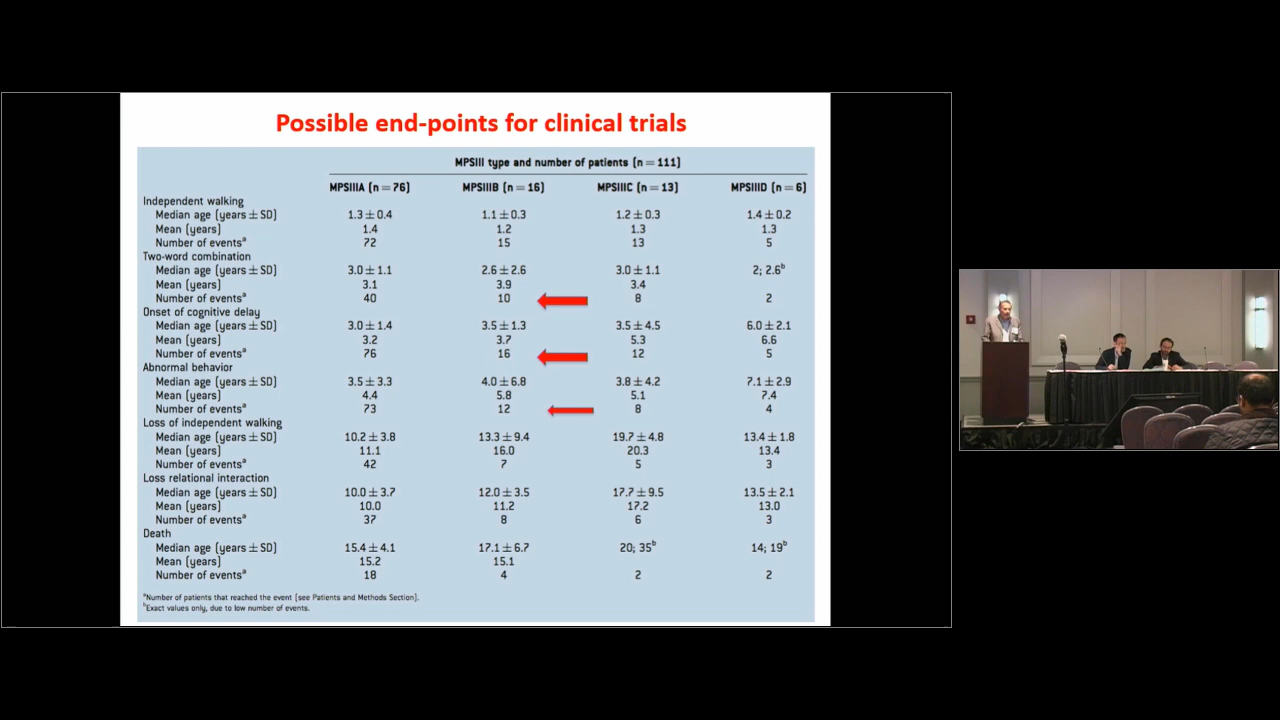 Possible end-points for clinical trials
MPSIII type and number of patients (n=111)
MPSIIIA (n=76) MPSIIIB (n=16) MPSIIIC (n=13) MPSIIID (n=6)
Independent walking
Median age (years±SD) 1.3±0.4 1.1±0.3 1.2±0.3 1.4±0.2
Mean (years) 1.4 1.2 1.3 1.3
Number of eventsᵃ 72 15 13 5
Two-word combination
Median age (years±SD) 3.0±1.1 2.6±2.6 3.0±1.1 2; 2.6ᵇ
Mean (years) 3.1 3.9 3.4
Number of eventsᵃ 40 10 8 2
Onset of cognitive delay
Median age (years±SD) 3.0±1.4 3.5±1.3 3.5±4.5 6.0±2.1
Mean (years) 3.2 3.7 5.3 6.6
Number of eventsᵃ 76 16 12 5
Abnormal behavior
Median age (years±SD) 3.5±3.3 4.0±6.8 3.8±4.2 7.1±2.9
Mean (years) 4.4 5.8 5.1 7.4
Number of eventsᵃ 73 12 8 4
Loss of independent walking
Median age (years±SD) 10.2±3.8 13.3±9.4 19.7±4.8 13.4±1.8
Mean (years) 11.1 16.0 20.3 13.4
Number of eventsᵃ 42 7 5 3
Loss relational interaction
Median age (years±SD) 10.0±3.7 12.0±3.5 17.7±9.5 13.5±2.1
Mean (years) 10.0 11.2 17.2 13.0
Number of eventsᵃ 37 8 6 3
Death
Median age (years±SD) 15.4±4.1 17.1±6.7 20; 35ᵇ 14; 19ᵇ
Mean (years) 15.2 15.1
Number of eventsᵃ 18 4 2 2
ᵃNumber of patients that reached the event (see Patients and Methods Section).
ᵇExact values only, due to low number of events.